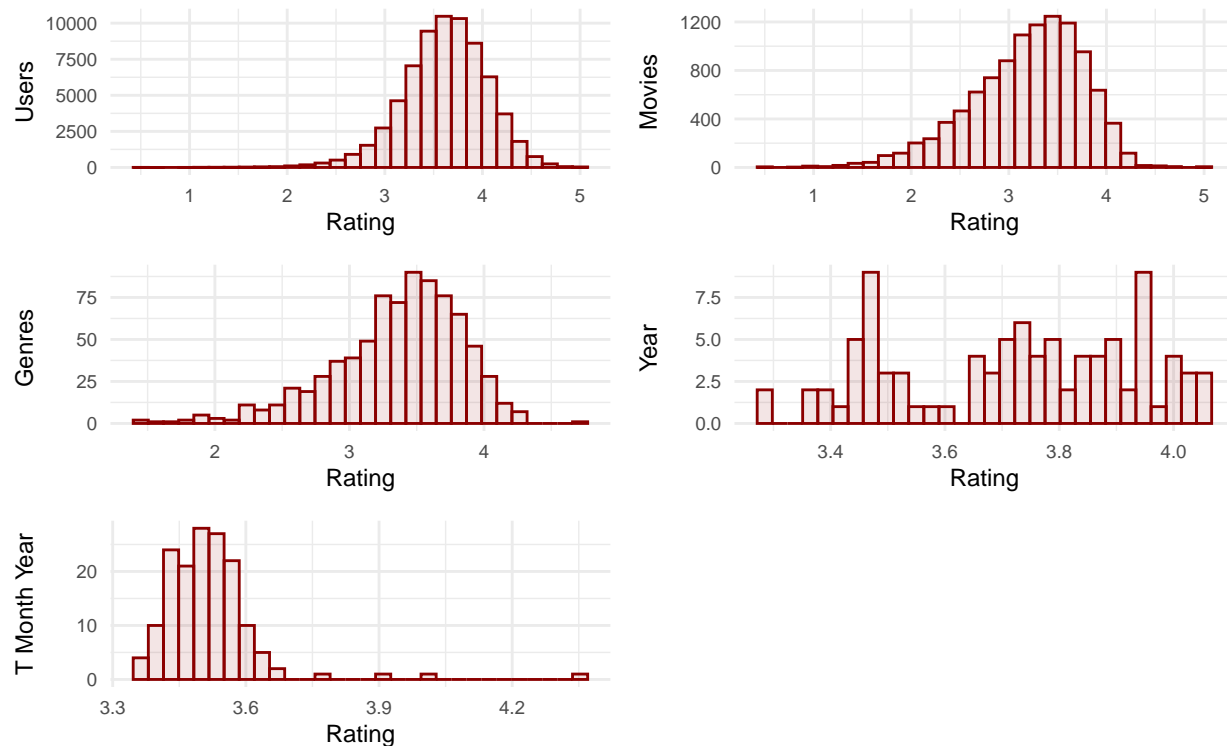 Users
10000
7500
5000
2500
0
1 2 3 4 5
Rating
Movies
1200
800
400
0
1 2 3 4 5
Rating
Genres
75
50
25
0
2 3 4
Rating
Year
7.5
5.0
2.5
0.0
3.4 3.6 3.8 4.0
Rating
T Month Year
20
10
0
3.3 3.6 3.9 4.2
Rating